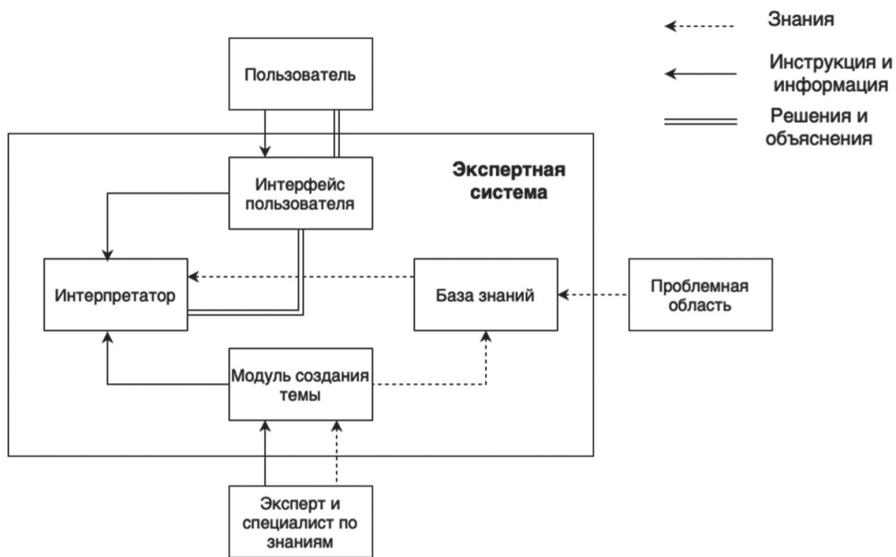 Знания
Инструкция и
информация
Решения и
объяснения
Пользователь
Экспертная
система
Интерфейс
пользователя
Интерпретатор
База знаний
Проблемная
область
Модуль создания
темы
Эксперт и
специалист по
знаниям